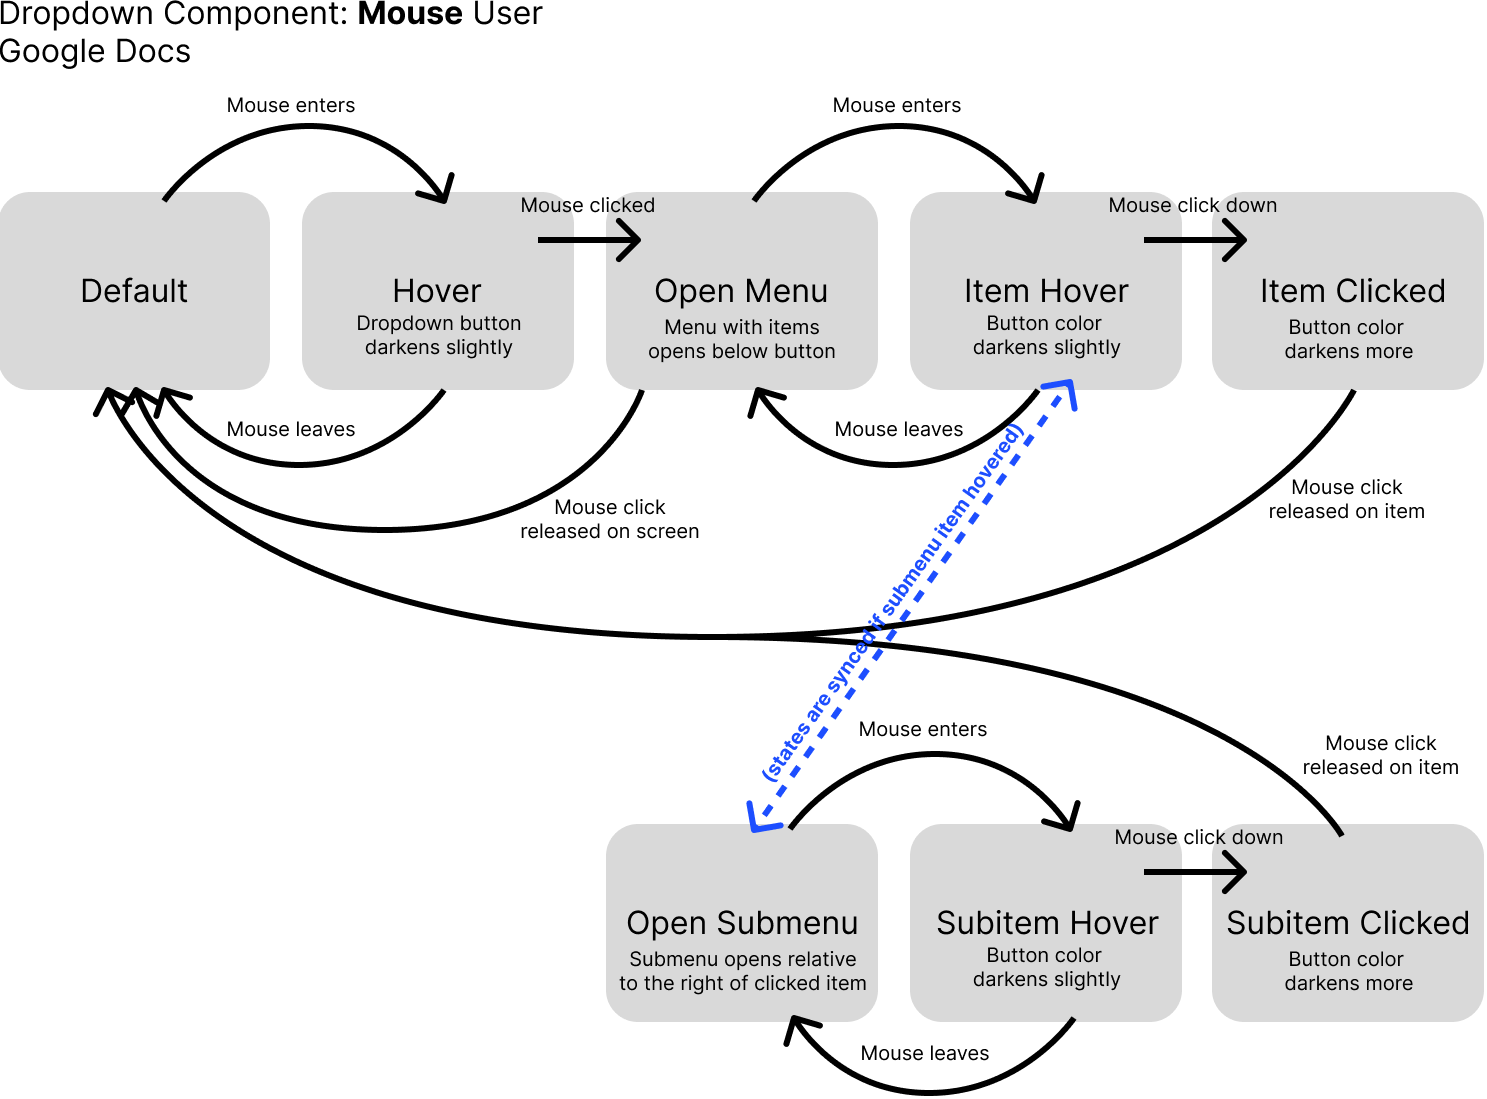 Dropdown Component: Mouse User
Google Docs
Mouse enters
Mouse enters
Mouse clicked
Mouse click down
Default
Hover
Dropdown button
darkens slightly
Open Menu
Menu with items
opens below button
Item Hover
Button color
darkens slightly
Item Clicked
Button color
darkens more
Mouse leaves
Mouse leaves
Mouse click
released on screen
Mouse click
released on item
(states are synced if submenu item hovered)
Mouse enters
Mouse click
released on item
Mouse click down
Open Submenu
Submenu opens relative
to the right of clicked item
Subitem Hover
Button color
darkens slightly
Subitem Clicked
Button color
darkens more
Mouse leaves